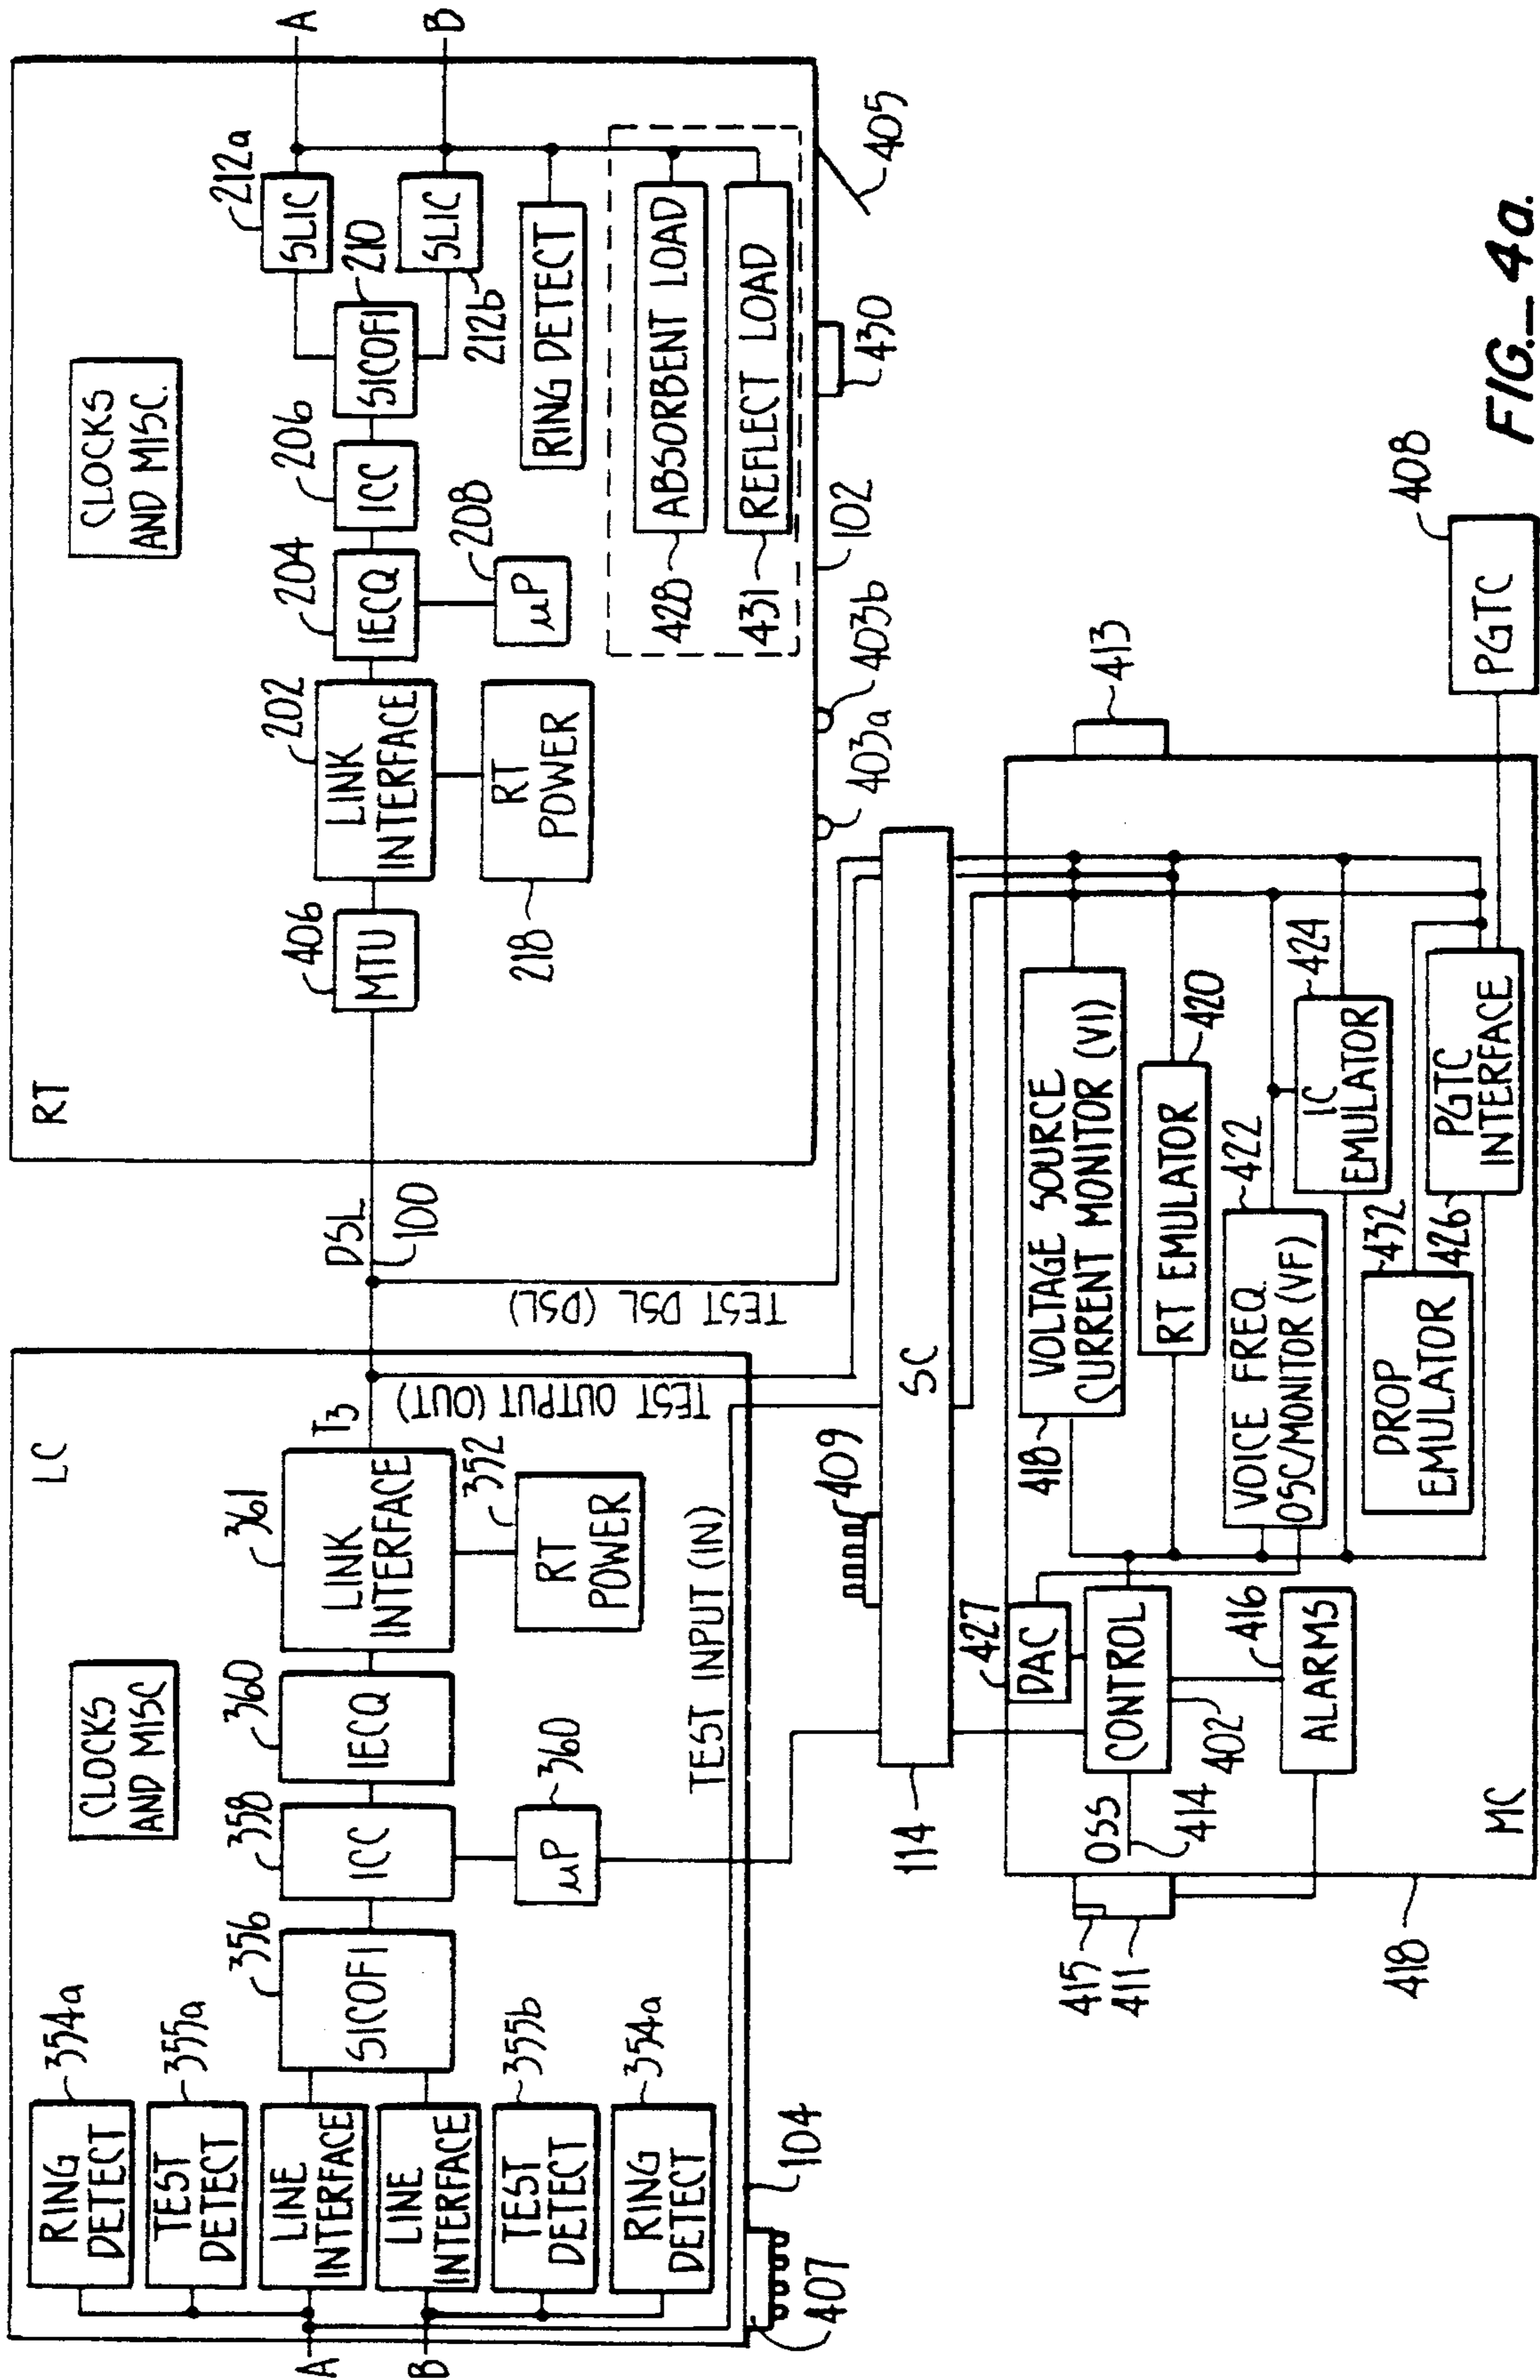 LC
CLOCKS
AND MISC
354a
RING
DETECT
355a
TEST
DETECT
LINE
INTERFACE
LINE
INTERFACE
355b
TEST
DETECT
354a
RING
DETECT
A
B
356
SICOFI
358
ICC
360
IECQ
361
LINK
INTERFACE
T3
360
µP
352
RT
POWER
TEST INPUT (IN)
TEST OUTPUT (OUT)
TEST DSL (DSL)
DSL
100
104
407
RT
CLOCKS
AND MISC.
406
MTU
202
LINK
INTERFACE
204
IECQ
206
ICC
210
SICOFI
212a
SLIC
SLIC
212b
A
B
218
RT
POWER
208
µP
RING DETECT
428
ABSORBENT LOAD
431
REFLECT LOAD
403a
403b
102
430
405
114
409
SC
MC
415
411
418
OSS
414
427
DAC
CONTROL
402
416
ALARMS
418
VOLTAGE SOURCE
CURRENT MONITOR (VI)
RT EMULATOR
420
VOICE FREQ.
OSC/MONITOR (VF)
422
IC
EMULATOR
424
DROP
EMULATOR
432
426
PGTC
INTERFACE
413
PGTC
408
FIG._4a.